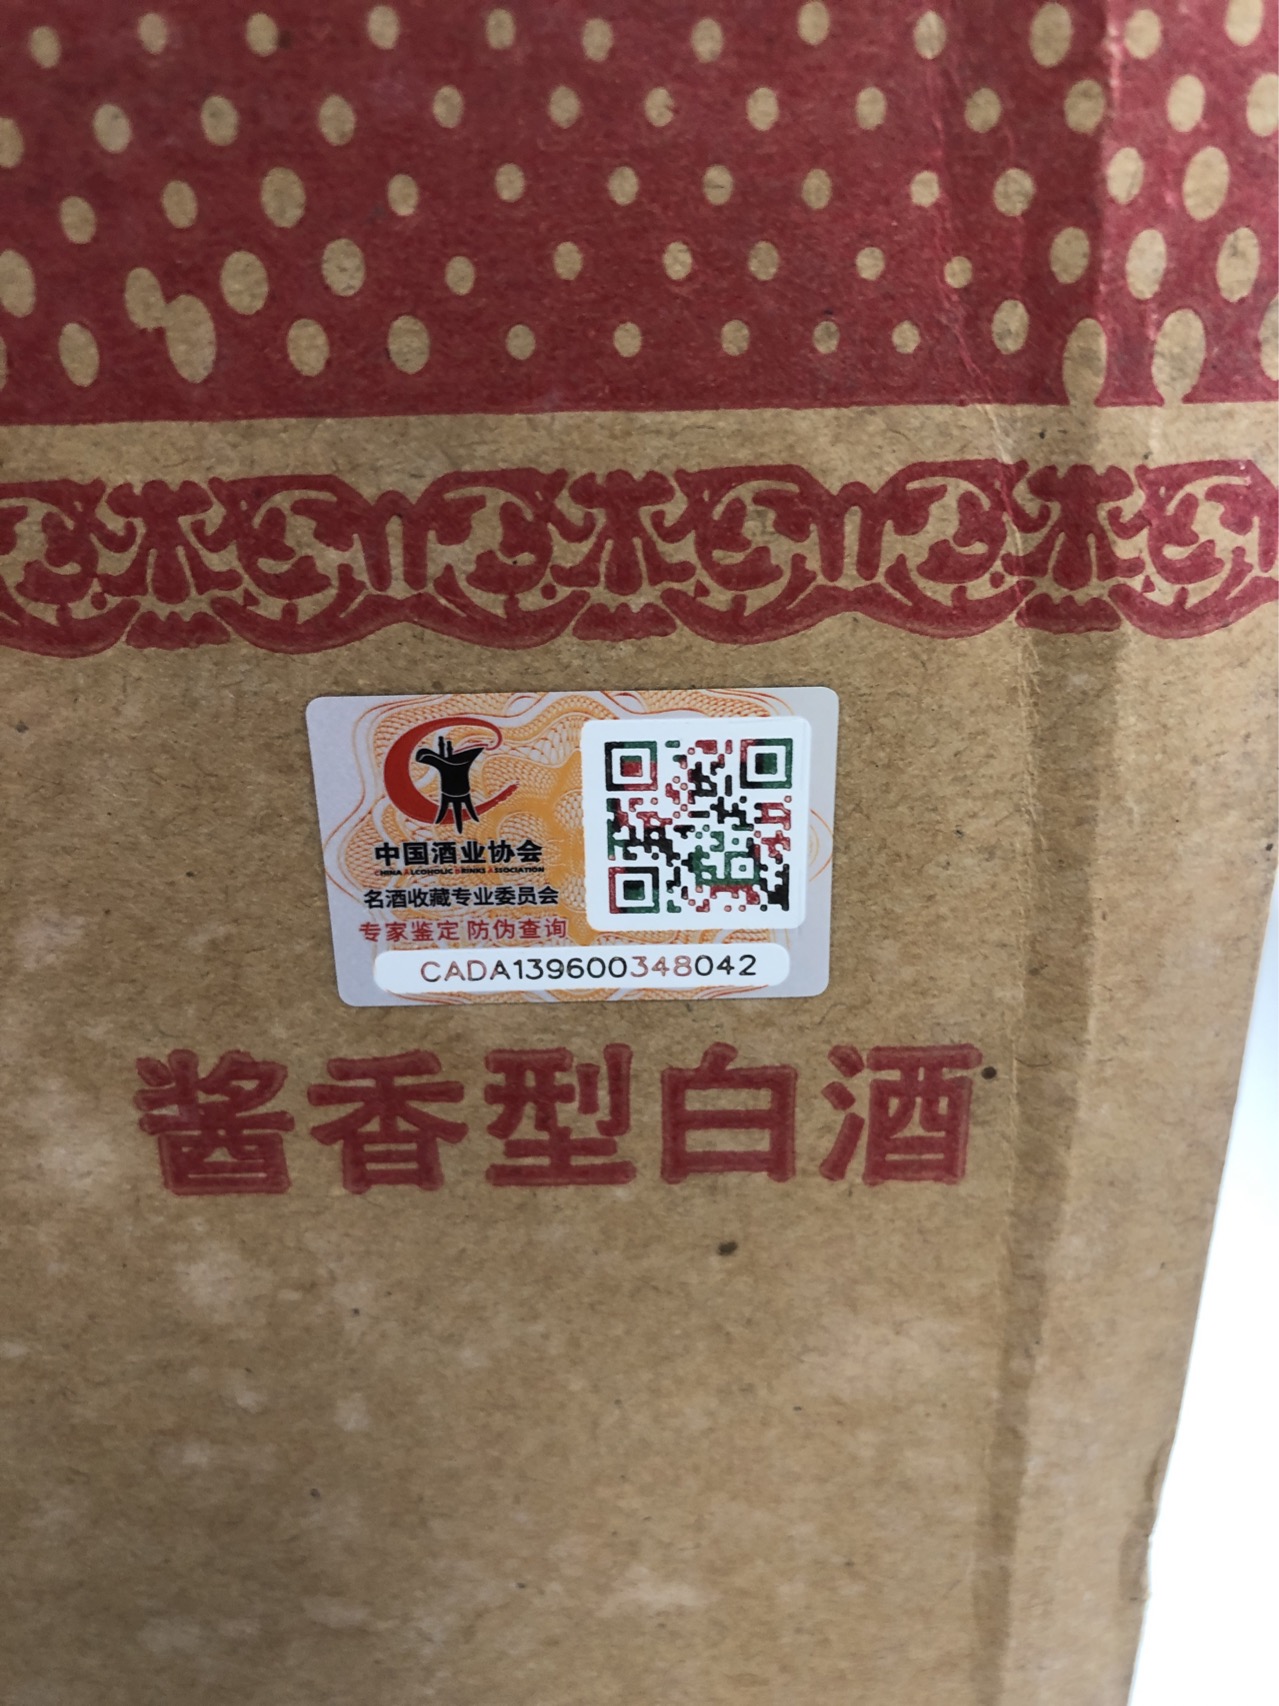 中国酒业协会
CHINA ALCOHOLIC DRINKS ASSOCIATION
名酒收藏专业委员会
专家鉴定 防伪查询
CADA139600348042
酱香型白酒